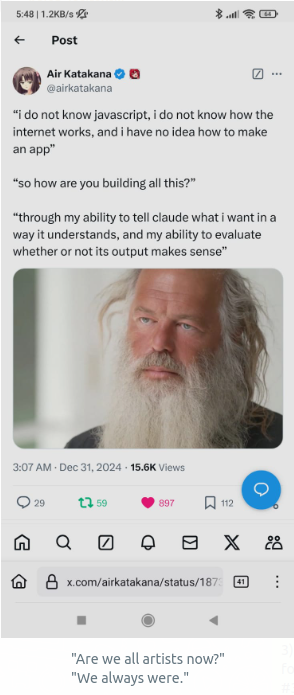 5:48 | 1.2KB/s
64
Post
Air Katakana
@airkatakana
“i do not know javascript, i do not know how the
internet works, and i have no idea how to make
an app”
“so how are you building all this?”
“through my ability to tell claude what i want in a
way it understands, and my ability to evaluate
whether or not its output makes sense”
3:07 AM · Dec 31, 2024 · 15.6K Views
29
59
897
112
x.com/airkatakana/status/187
41
"Are we all artists now?"
"We always were."